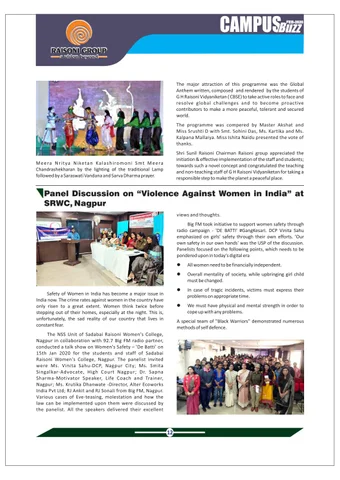 RAISONI GROUP
a vision beyond
CAMPUS
FEB-2020
BUZZ
Meera Nritya Niketan Kalashiromoni Smt Meera
Chandrashekharan by the lighting of the traditional Lamp
followed by a Saraswati Vandana and Sarva Dharma prayer.
The major attraction of this programme was the Global
Anthem written, composed and rendered by the students of
G H Raisoni Vidyaniketan ( CBSE) to take active roles to face and
resolve global challenges and to become proactive
contributors to make a more peaceful, tolerant and secured
world.
The programme was compered by Master Akshat and
Miss Srushti D with Smt. Sohini Das, Ms. Kartika and Ms.
Kalpana Mallarya. Miss Ishita Naidu presented the vote of
thanks.
Shri Sunil Raisoni Chairman Raisoni group appreciated the
initiation & effective implementation of the staff and students;
towards such a novel concept and congratulated the teaching
and non-teaching staff of G H Raisoni Vidyaniketan for taking a
responsible step to make the planet a peaceful place.
Panel Discussion on “Violence Against Women in India” at
SRWC, Nagpur
Safety of Women in India has become a major issue in
India now. The crime rates against women in the country have
only risen to a great extent. Women think twice before
stepping out of their homes, especially at the night. This is,
unfortunately, the sad reality of our country that lives in
constant fear.
The NSS Unit of Sadabai Raisoni Women's College,
Nagpur in collaboration with 92.7 Big FM radio partner,
conducted a talk show on Women's Safety – 'De Batti' on
15th Jan 2020 for the students and staff of Sadabai
Raisoni Women's College, Nagpur. The panelist invited
were Ms. Vinita Sahu-DCP, Nagpur City, Ms. Smita
Singalkar-Advocate, High Court Nagpur; Dr. Sapna
Sharma-Motivator Speaker, Life Coach and Trainer,
Nagpur; Ms. Krutika Dhanwate -Director, Alter Ecoworks
India Pvt Ltd; RJ Ankit and RJ Sonali from Big FM, Nagpur.
Various cases of Eve-teasing, molestation and how the
law can be implemented upon them were discussed by
the panelist. All the speakers delivered their excellent
views and thoughts.
Big FM took initiative to support women safety through
radio campaign - 'DE BATTI' #GangKesari. DCP Vinita Sahu
emphasized on girls' safety through their own efforts. 'Our
own safety in our own hands' was the USP of the discussion.
Panelists focused on the following points, which needs to be
pondered upon in today's digital era:
● All women need to be financially independent.
● Overall mentality of society, while upbringing girl child
must be changed.
● In case of tragic incidents, victims must express their
problems on appropriate time.
● We must have physical and mental strength in order to
cope up with any problems.
A special team of "Black Warriors" demonstrated numerous
methods of self defence.